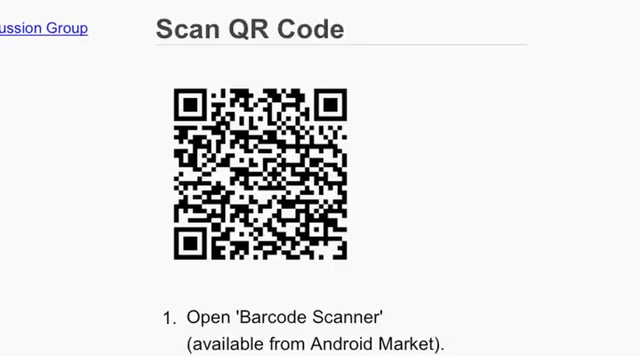 ussion Group
Scan QR Code
1. Open 'Barcode Scanner'
(available from Android Market).